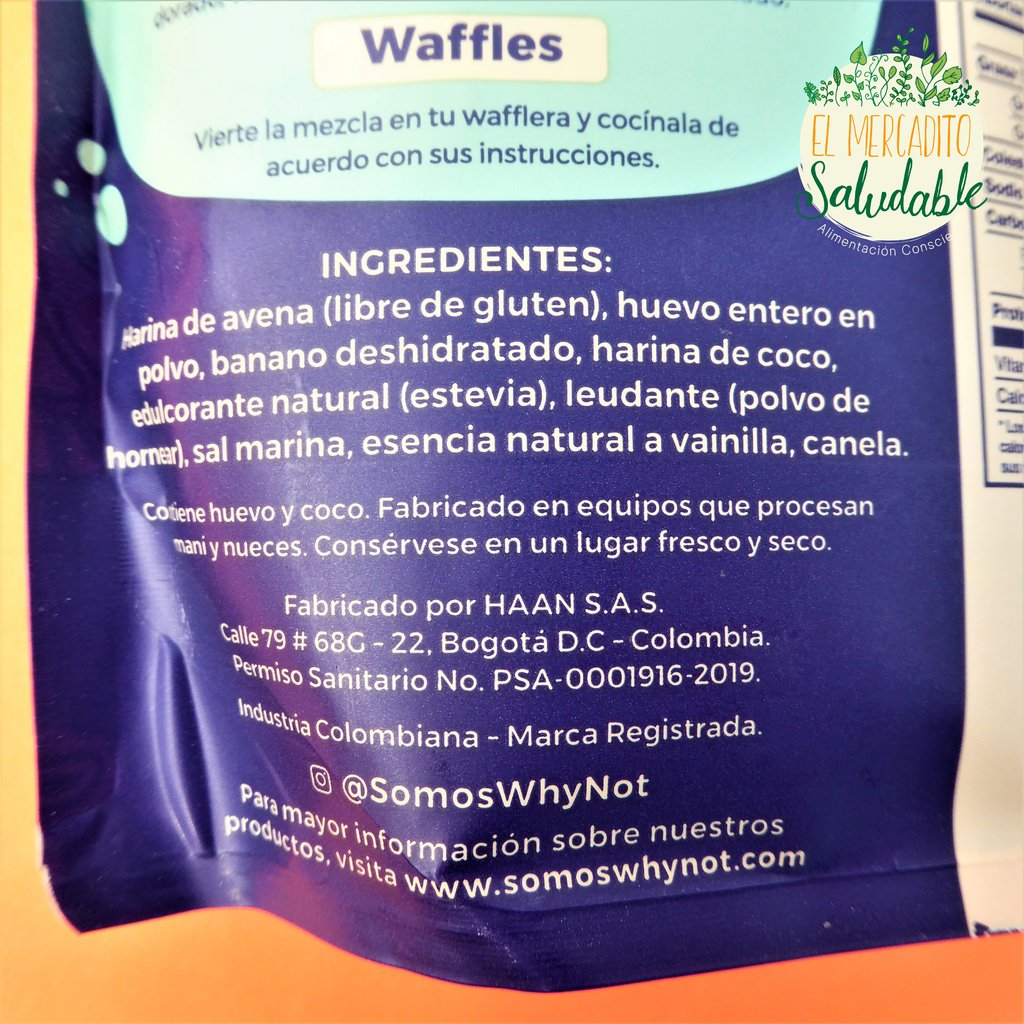 Waffles
Vierte la mezcla en tu wafflera y cocínala de
acuerdo con sus instrucciones.
EL MERCADITO
Saludable
Alimentación
INGREDIENTES:
Harina de avena (libre de gluten), huevo entero en
polvo, banano deshidratado, harina de coco,
edulcorante natural (estevia), leudante (polvo de
hornear), sal marina, esencia natural a vainilla, canela.
Contiene huevo y coco. Fabricado en equipos que procesan
maní y nueces. Consérvese en un lugar fresco y seco.
Fabricado por HAAN S.A.S.
Calle 79 # 68G - 22, Bogotá D.C - Colombia.
Permiso Sanitario No. PSA-0001916-2019.
Industria Colombiana - Marca Registrada.
@SomosWhyNot
Para mayor información sobre nuestros
productos, visita www.somoswhynot.com